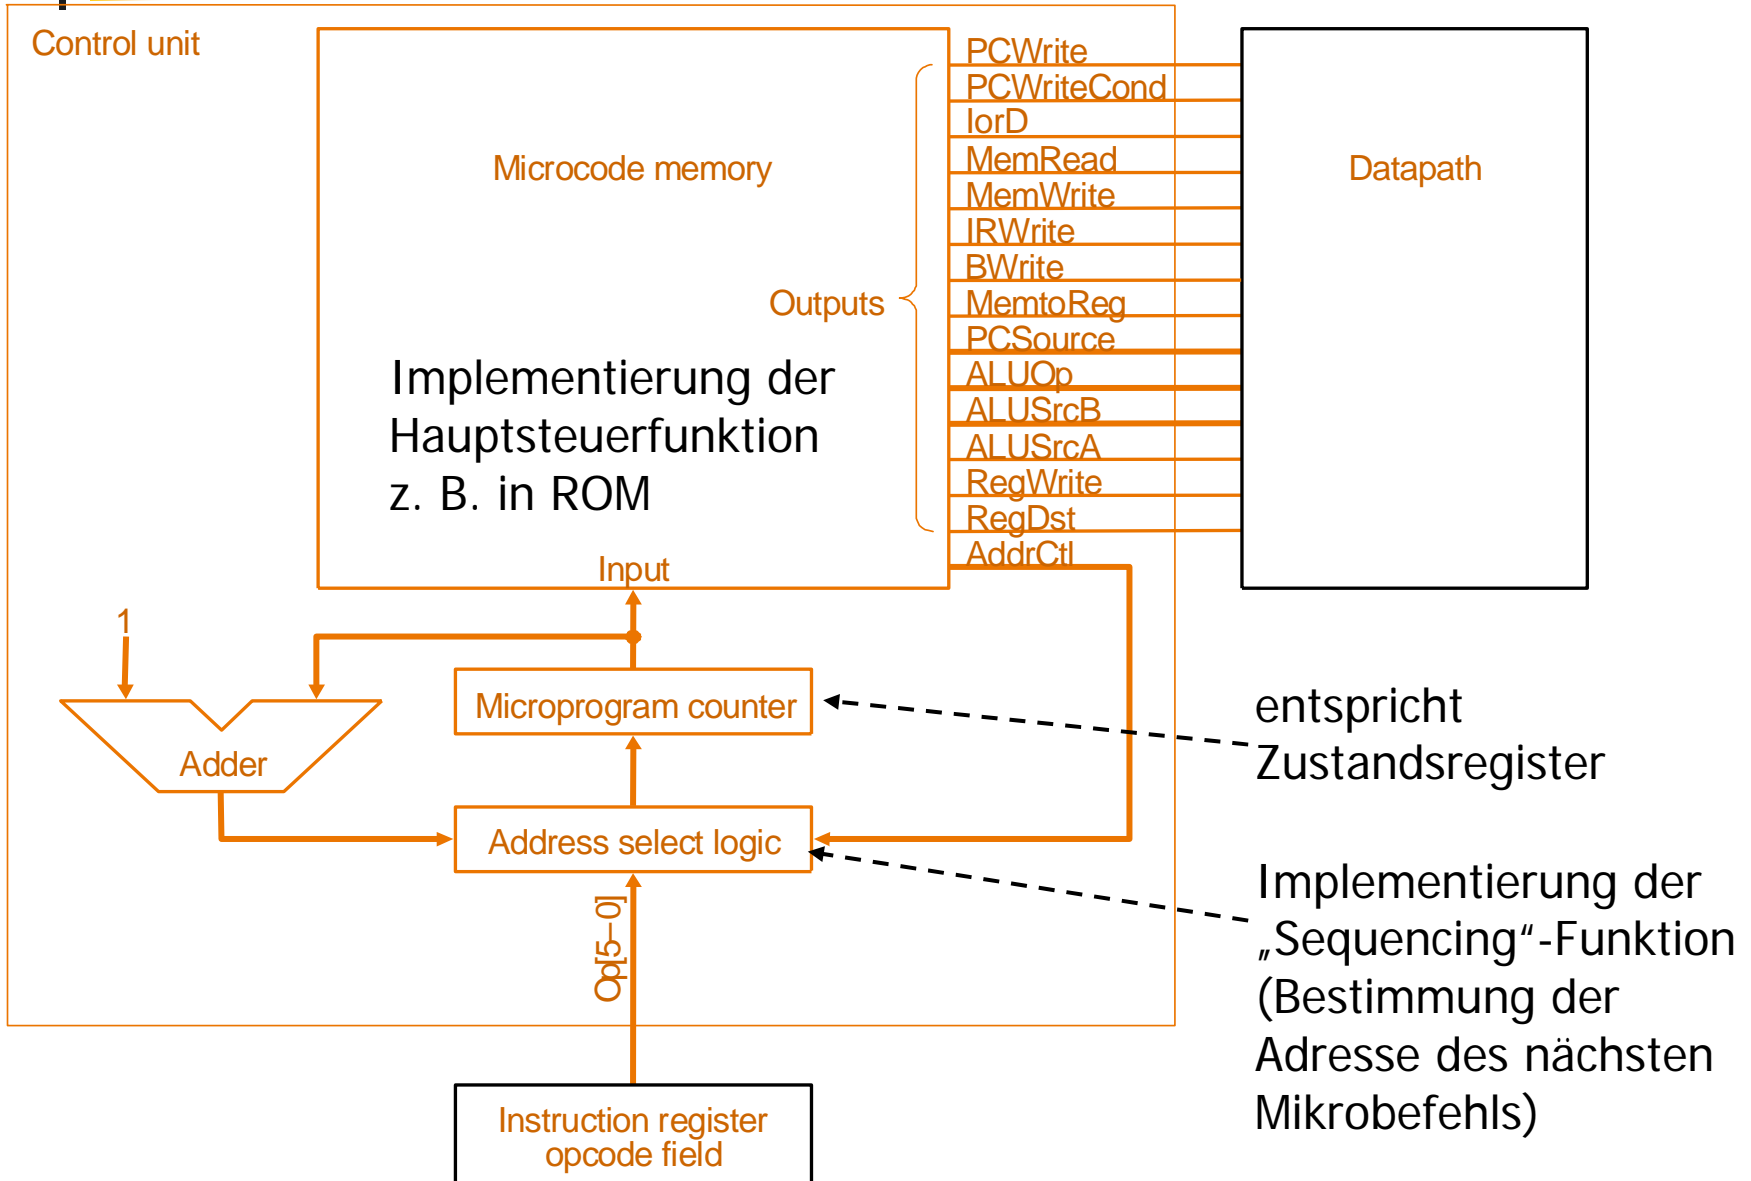 Control unit
PCWrite
PCWriteCond
IorD
MemRead
MemWrite
IRWrite
BWrite
MemtoReg
PCSource
ALUOp
ALUSrcB
ALUSrcA
RegWrite
RegDst
AddrCtl
Microcode memory
Datapath
Outputs
Implementierung der
Hauptsteuerfunktion
z. B. in ROM
Input
1
Microprogram counter
Adder
Address select logic
Op[5–0]
Instruction register
opcode field
entspricht
Zustandsregister
Implementierung der
„Sequencing“-Funktion
(Bestimmung der
Adresse des nächsten
Mikrobefehls)